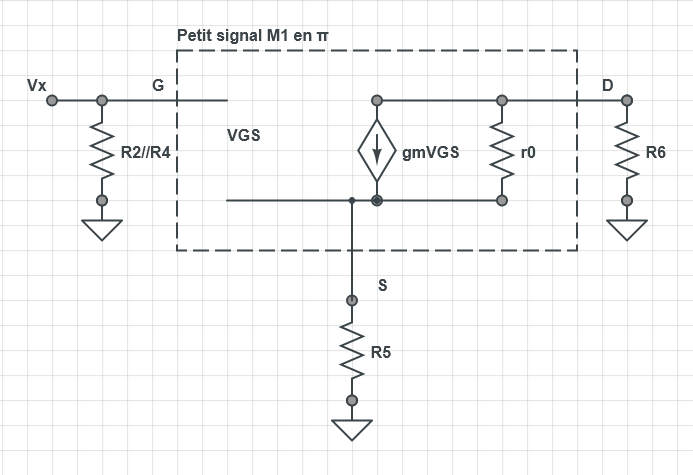 Petit signal M1 en π
Vx
G
D
R2//R4
VGS
gmVGS
r0
R6
S
R5